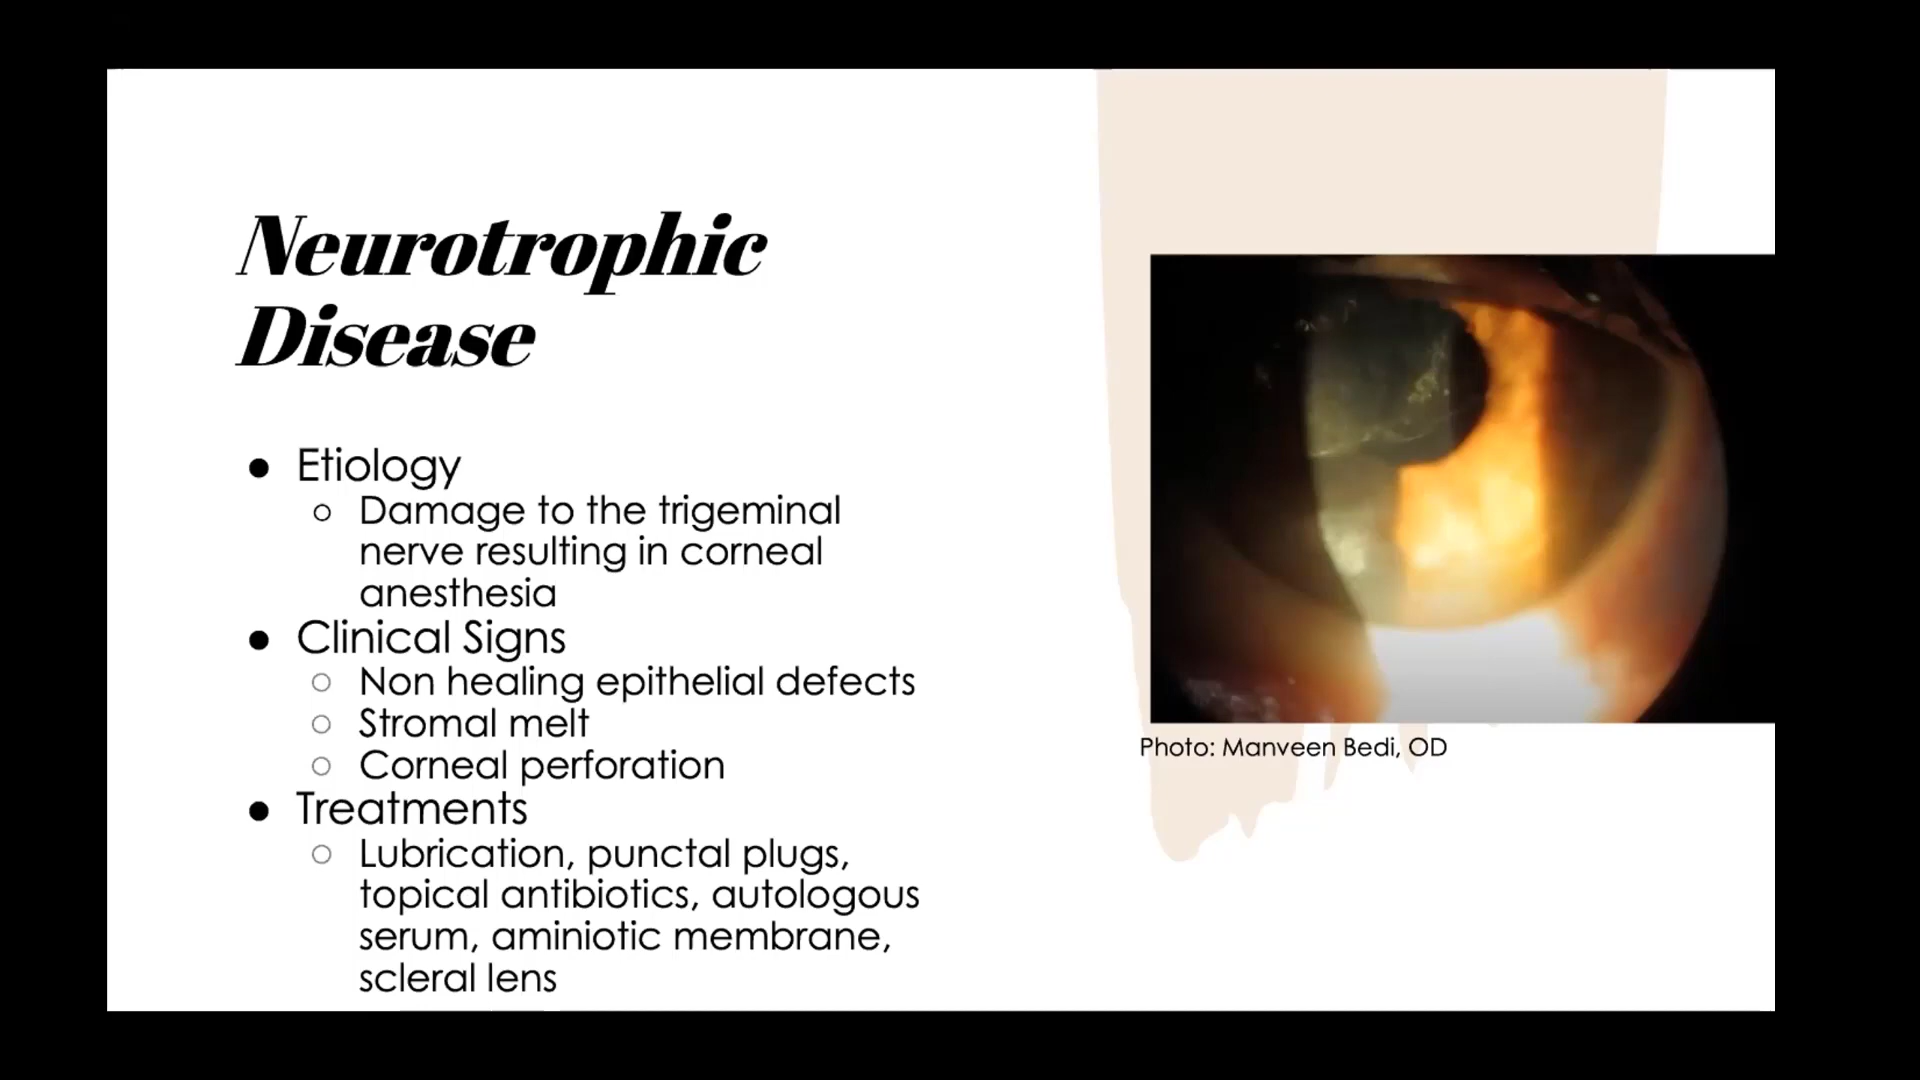 Neurotrophic
Disease
● Etiology
○ Damage to the trigeminal
nerve resulting in corneal
anesthesia
● Clinical Signs
○ Non healing epithelial defects
○ Stromal melt
○ Corneal perforation
● Treatments
○ Lubrication, punctal plugs,
topical antibiotics, autologous
serum, aminiotic membrane,
scleral lens
Photo: Manveen Bedi, OD